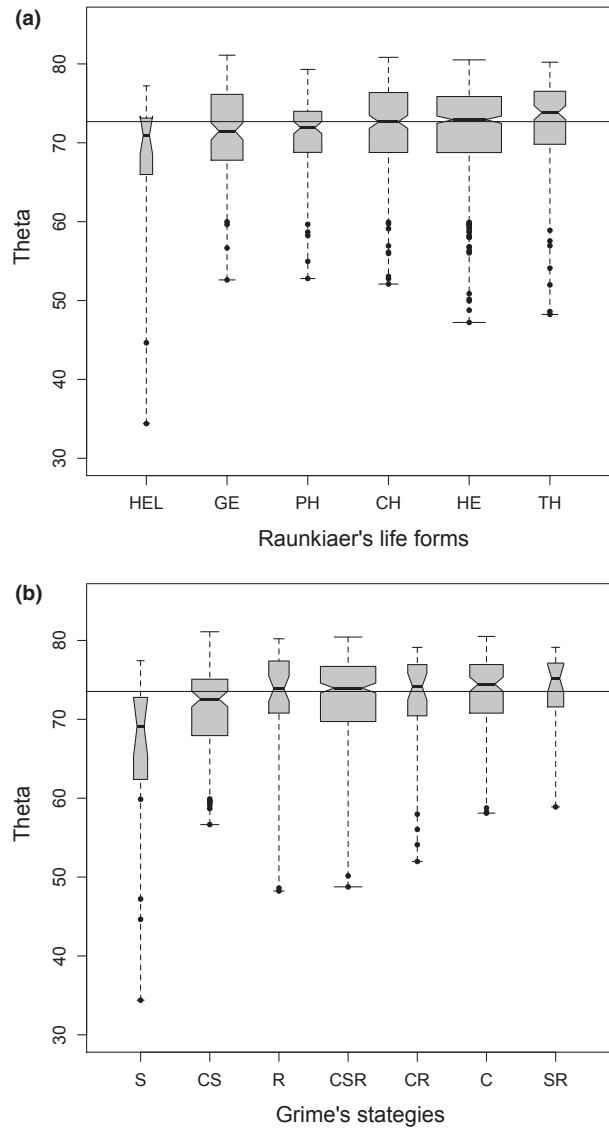 (a)
80
70
60
50
40
30
Theta
HEL GE PH CH HE TH
Raunkiaer's life forms
(b)
80
70
60
50
40
30
Theta
S CS R CSR CR C SR
Grime's stategies